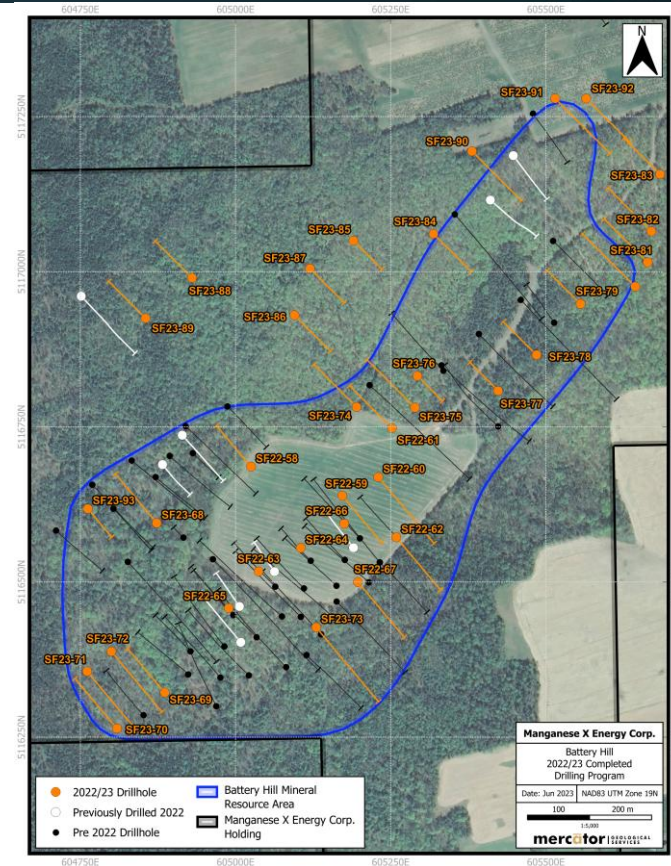 604750E 605000E 605250E 605500E
N
5117250N
5117000N
5116750N
5116500N
5116250N
SF23-91
SF23-92
SF23-90
SF23-83
SF23-84
SF23-82
SF23-85
SF23-81
SF23-87
SF23-88
SF23-79
SF23-89
SF23-86
SF23-78
SF23-76
SF23-77
SF23-74
SF23-75
SF22-61
SF22-58
SF22-60
SF22-59
SF23-93
SF23-68
SF22-66
SF22-62
SF22-64
SF22-63
SF22-67
SF22-65
SF23-73
SF23-72
SF23-71
SF23-69
SF23-70
2022/23 Drillhole
Previously Drilled 2022
Pre 2022 Drillhole
Battery Hill Mineral
Resource Area
Manganese X Energy Corp.
Holding
Manganese X Energy Corp.
Battery Hill
2022/23 Completed
Drilling Program
Date: Jun 2023 NAD83 UTM Zone 19N
100 200 m
1:5,000
mercator GEOLOGICAL
SERVICES
604750E 605000E 605250E 605500E